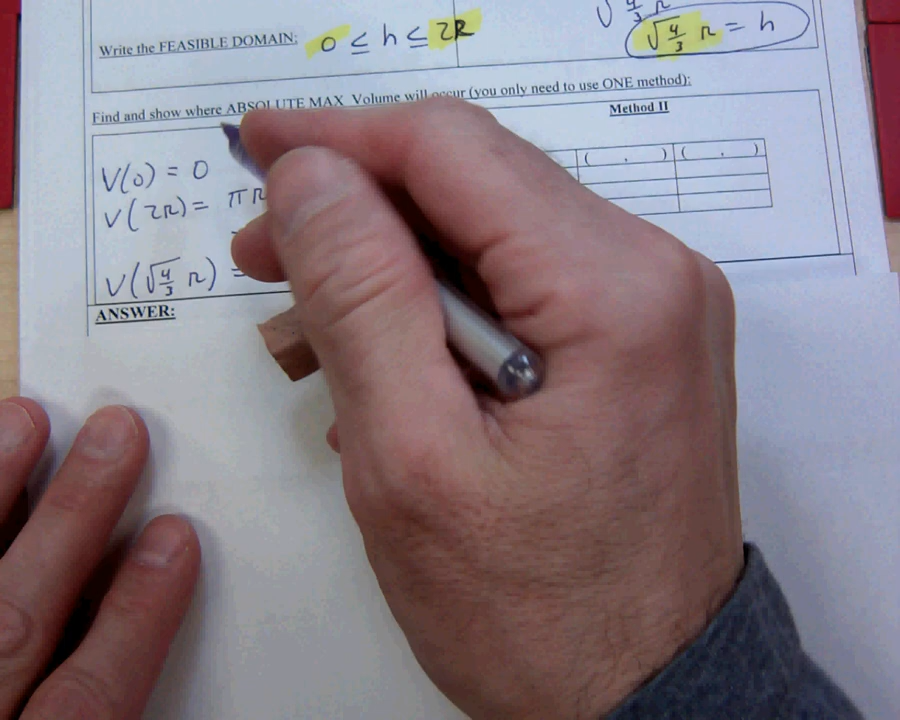 √4/3 r
Write the FEASIBLE DOMAIN: 0 ≤ h ≤ 2R
√4/3 r = h
Find and show where ABSOLUTE MAX Volume will occur (you only need to use ONE method):
Method II
( , ) ( , )
V(0) = 0
V(2r) = πr
V(√4/3 r) =
ANSWER: